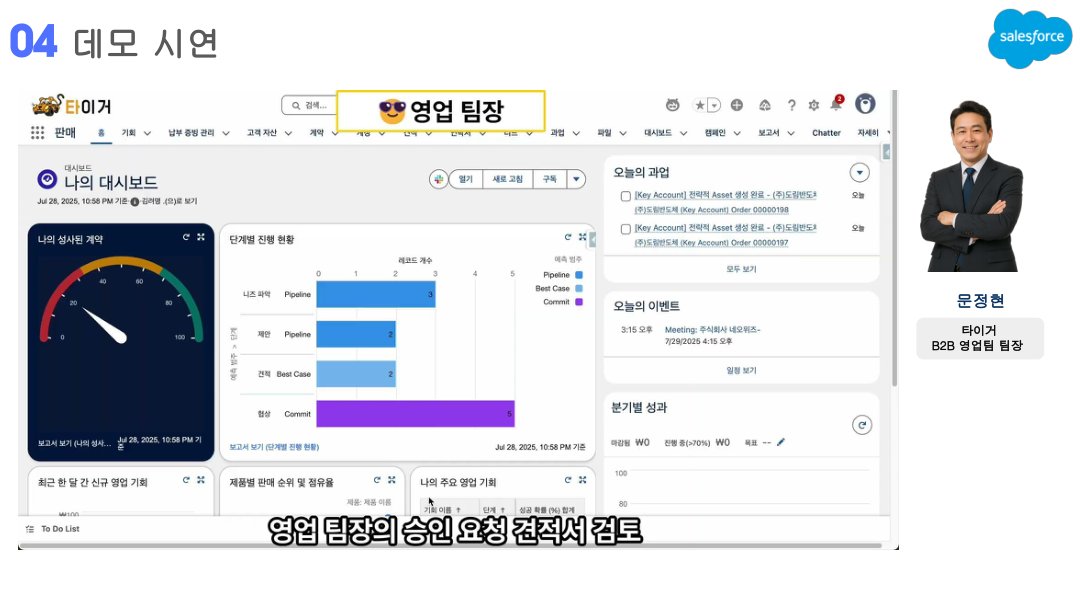 04 데모 시연
salesforce
타이거
검색...
😎 영업 팀장
2
판매
홈
기회
납부 증빙 관리
고객 자산
계약
과업
파일
대시보드
캠페인
보고서
Chatter
자세히
대시보드
나의 대시보드
Jul 28, 2025, 10:58 PM 기준
열기
새로 고침
구독
나의 성사된 계약
0
20
40
60
80
100
보고서 보기 (나의 성사...
Jul 28, 2025, 10:58 PM 기준
단계별 진행 현황
레코드 개수
0 1 2 3 4 5
예측 범주 > 단계
니즈 파악 Pipeline 3
제안 Pipeline 2
견적 Best Case 2
협상 Commit 5
예측 범주
Pipeline
Best Case
Commit
보고서 보기 (단계별 진행 현황)
Jul 28, 2025, 10:58 PM 기준
오늘의 과업
[Key Account] 전략적 Asset 생성 완료 - (주)도림반도체
오늘
(주)도림반도체 (Key Account) Order 00000198
[Key Account] 전략적 Asset 생성 완료 - (주)도림반도체
오늘
(주)도림반도체 (Key Account) Order 00000197
모두 보기
오늘의 이벤트
3:15 오후 Meeting: 주식회사 네오위즈-
7/29/2025 4:15 오후
일정 보기
분기별 성과
마감됨 ₩0 진행 중(>70%) ₩0 목표 --
100
80
최근 한 달 간 신규 영업 기회
₩100
제품별 판매 순위 및 점유율
제품: 제품 이름
나의 주요 영업 기회
기회 이름 ↑ 단계 ↑ 성공 확률 (%) 합계
To Do List
영업 팀장의 승인 요청 견적서 검토
문정현
타이거
B2B 영업팀 팀장